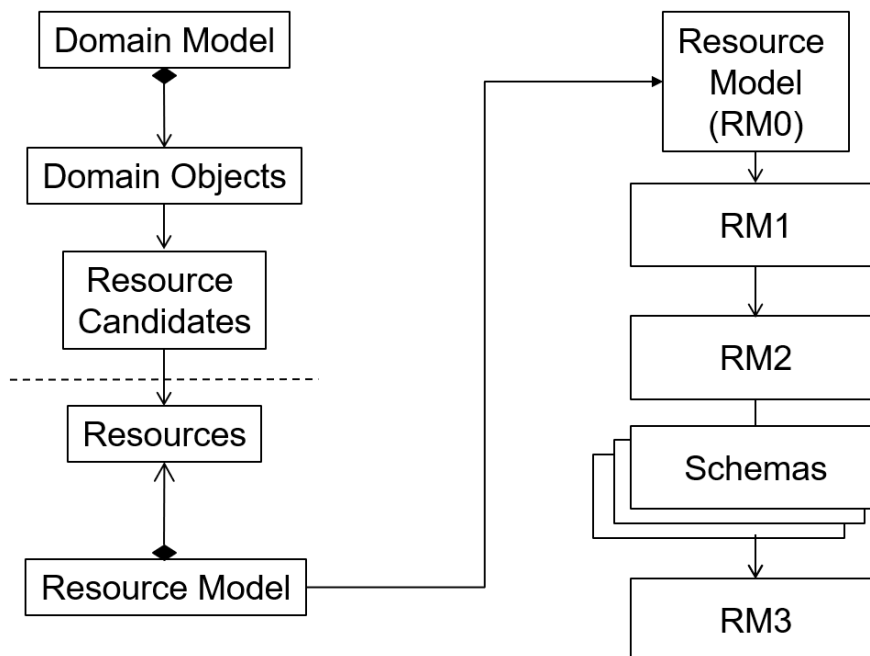 Domain Model
Domain Objects
Resource
Candidates
Resources
Resource Model
Resource
Model
(RM0)
RM1
RM2
Schemas
RM3